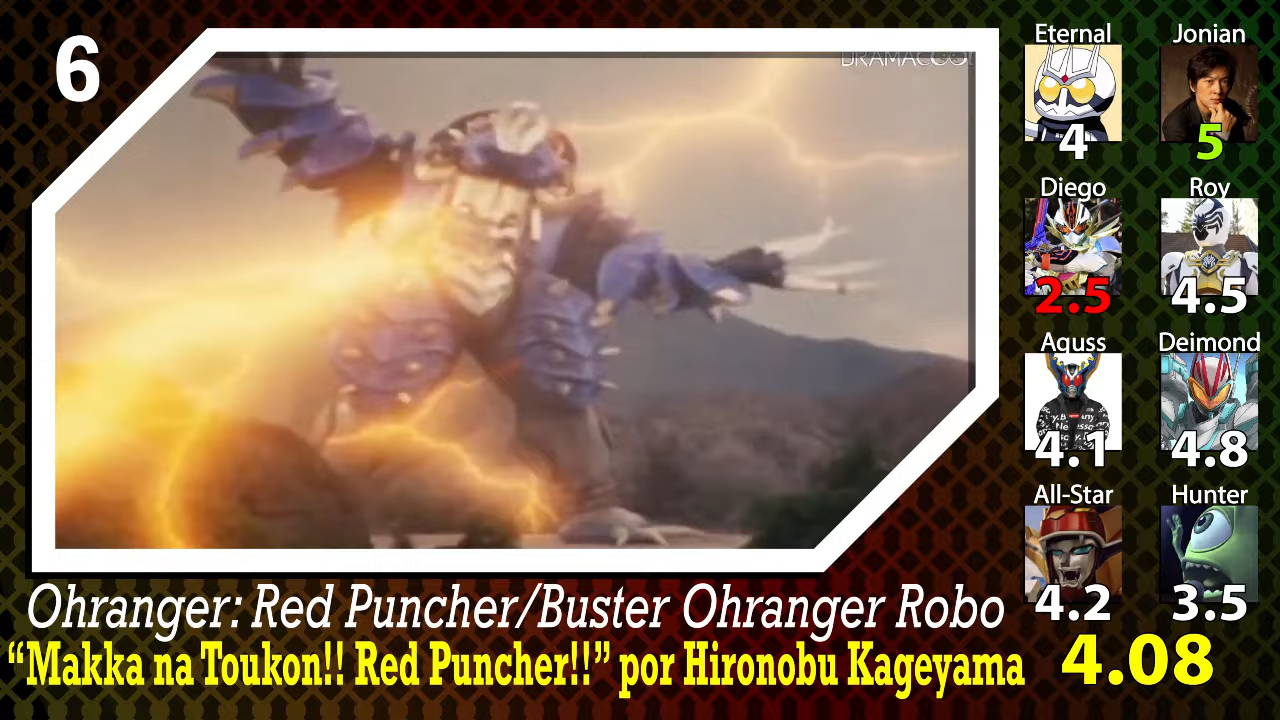 6
DRAMACOOL
Eternal
Jonian
4
5
Diego
Roy
2.5
4.5
Aquss
Deimond
4.1
4.8
All-Star
Hunter
4.2
3.5
Ohranger: Red Puncher/Buster Ohranger Robo
“Makka na Toukon!! Red Puncher!!” por Hironobu Kageyama
4.08